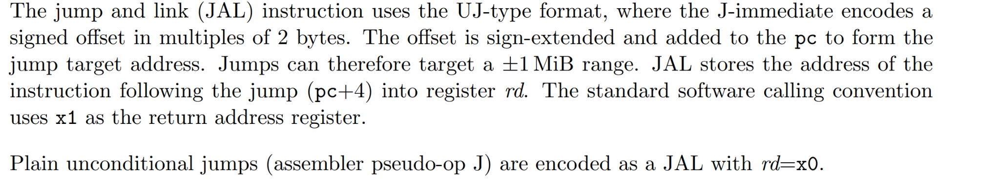 The jump and link (JAL) instruction uses the UJ-type format, where the J-immediate encodes a
signed offset in multiples of 2 bytes. The offset is sign-extended and added to the pc to form the
jump target address. Jumps can therefore target a ±1 MiB range. JAL stores the address of the
instruction following the jump (pc+4) into register rd. The standard software calling convention
uses x1 as the return address register.
Plain unconditional jumps (assembler pseudo-op J) are encoded as a JAL with rd=x0.